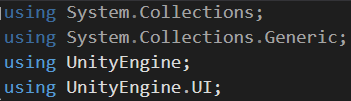 using System.Collections;
using System.Collections.Generic;
using UnityEngine;
using UnityEngine.UI;